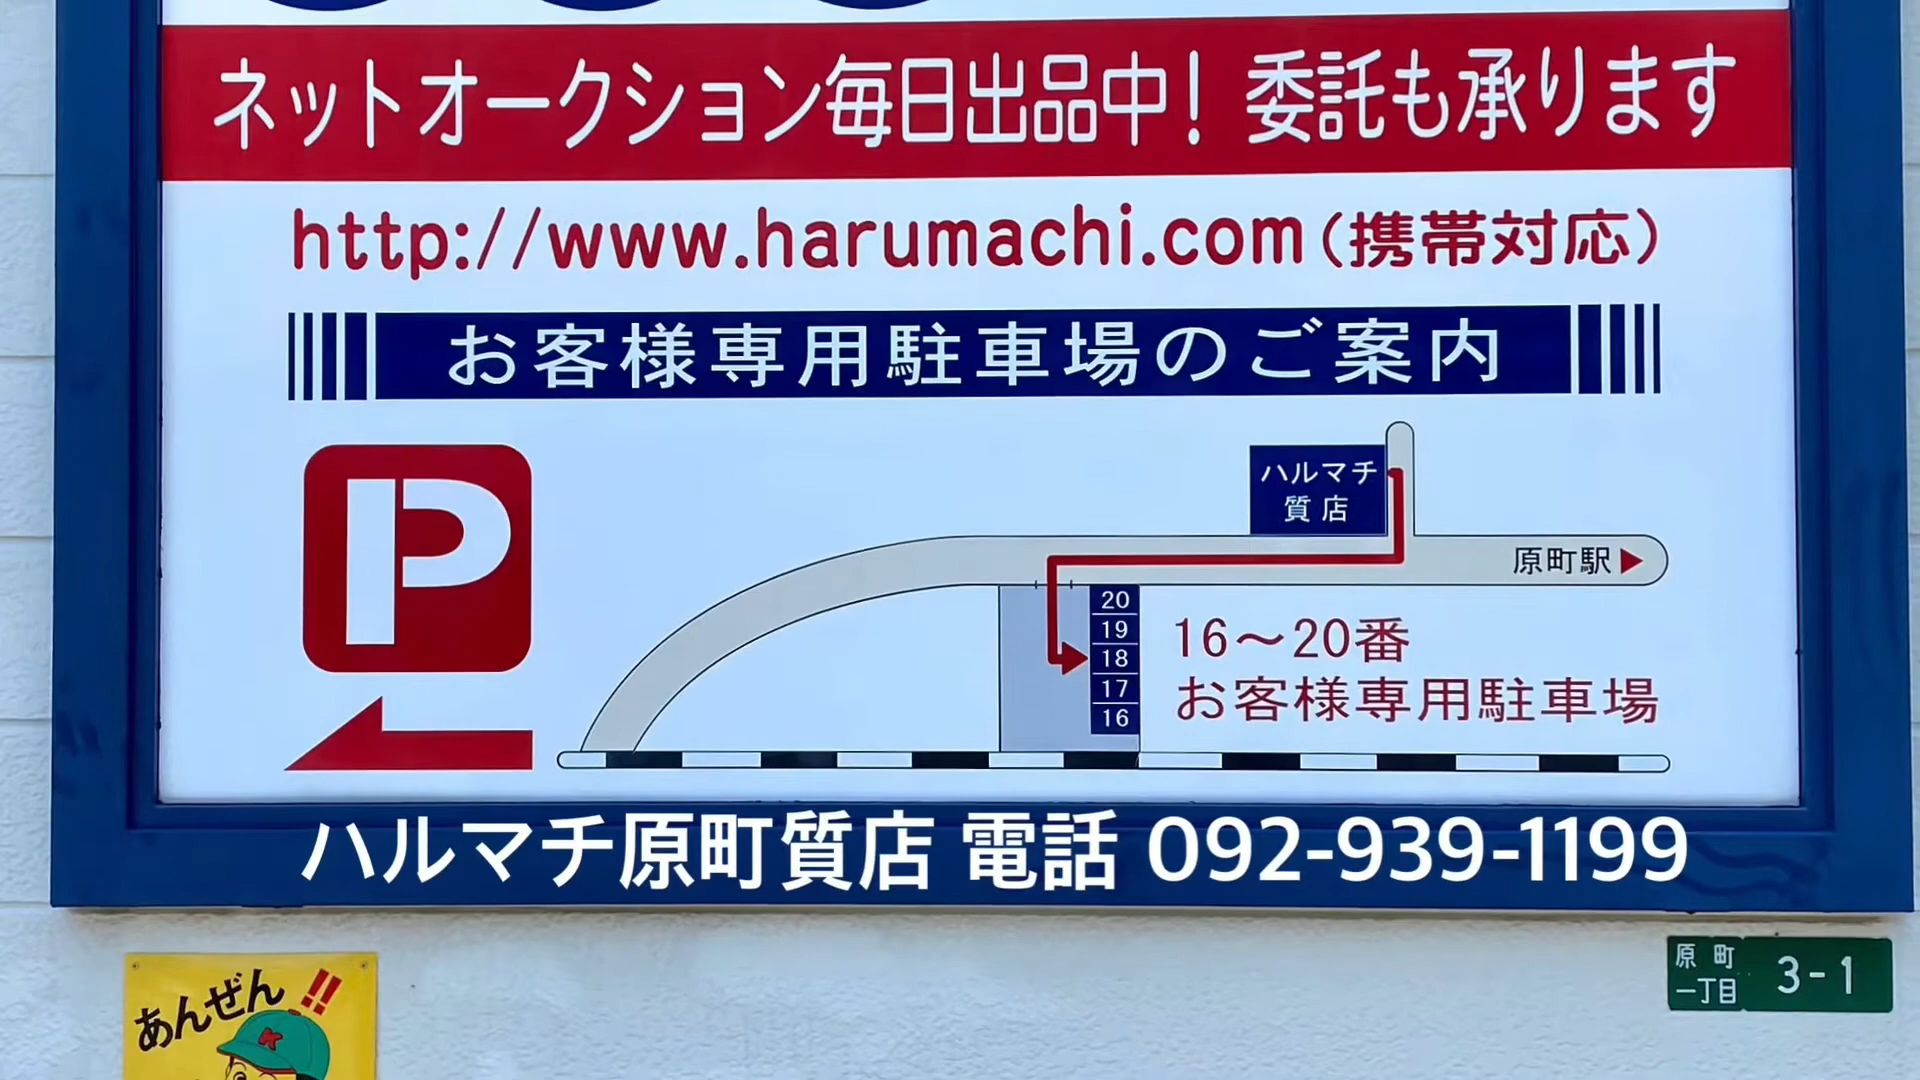 ネットオークション毎日出品中！ 委託も承ります
http://www.harumachi.com（携帯対応）
お客様専用駐車場のご案内
P
ハルマチ
質店
原町駅
20
19
18
17
16
16～20番
お客様専用駐車場
ハルマチ原町質店 電話 092-939-1199
原町
一丁目
3-1
あんぜん!!
K